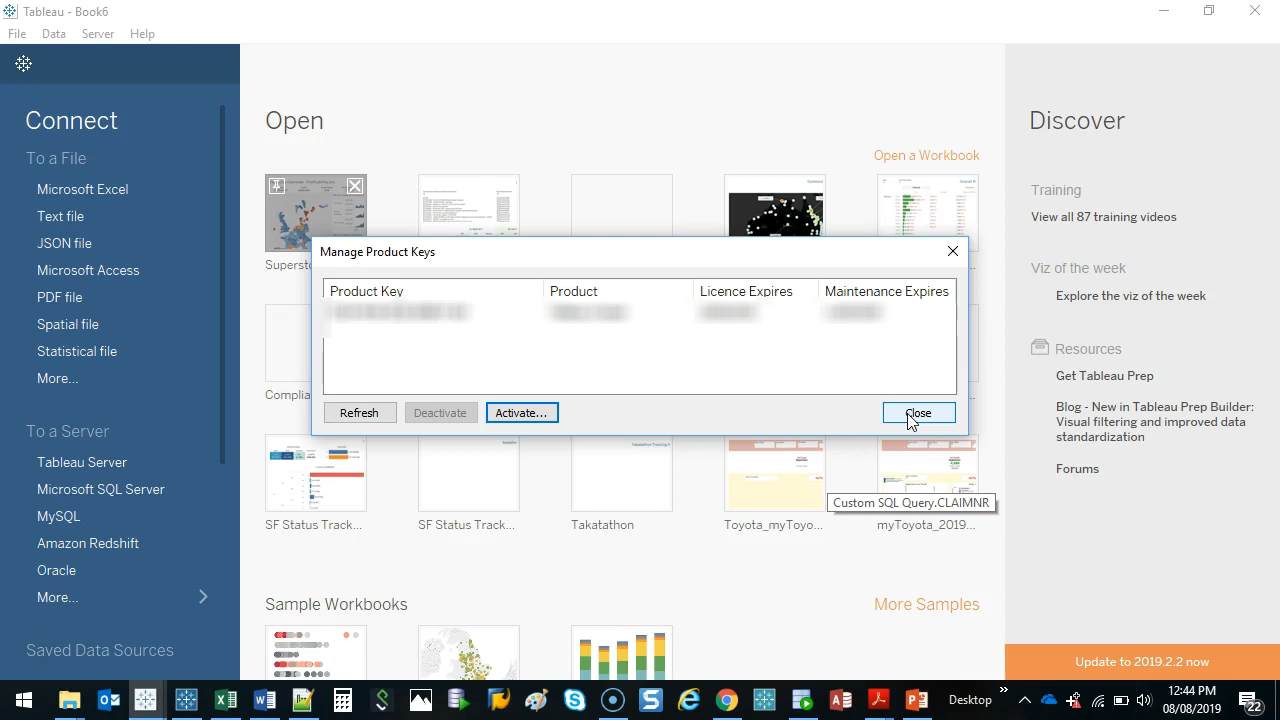 Tableau - Book6
File Data Server Help
Connect
To a File
Microsoft Excel
Text file
JSON file
Microsoft Access
PDF file
Spatial file
Statistical file
More...
To a Server
Tableau Server
Microsoft SQL Server
MySQL
Amazon Redshift
Oracle
More...
Saved Data Sources
Open
Open a Workbook
Superst
Manage Product Keys
Product Key Product Licence Expires Maintenance Expires
Refresh Deactivate Activate... Close
Complia
Custom SQL Query.CLAIMNR
SF Status Track... SF Status Track... Takatathon Toyota_myToyo... myToyota_2019...
Sample Workbooks
More Samples
Discover
Training
View all 87 training videos
Viz of the week
Explore the viz of the week
Resources
Get Tableau Prep
Blog - New in Tableau Prep Builder:
Visual filtering and improved data
standardization
Forums
Update to 2019.2.2 now
Desktop
12:44 PM
08/08/2019
22